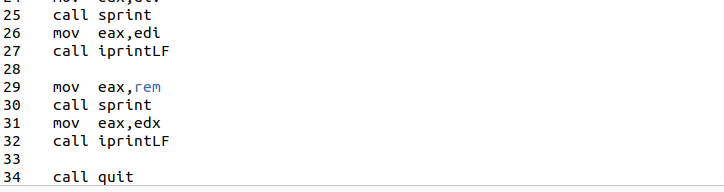 25 call sprint
26 mov eax,edi
27 call iprintLF
28
29 mov eax,rem
30 call sprint
31 mov eax,edx
32 call iprintLF
33
34 call quit